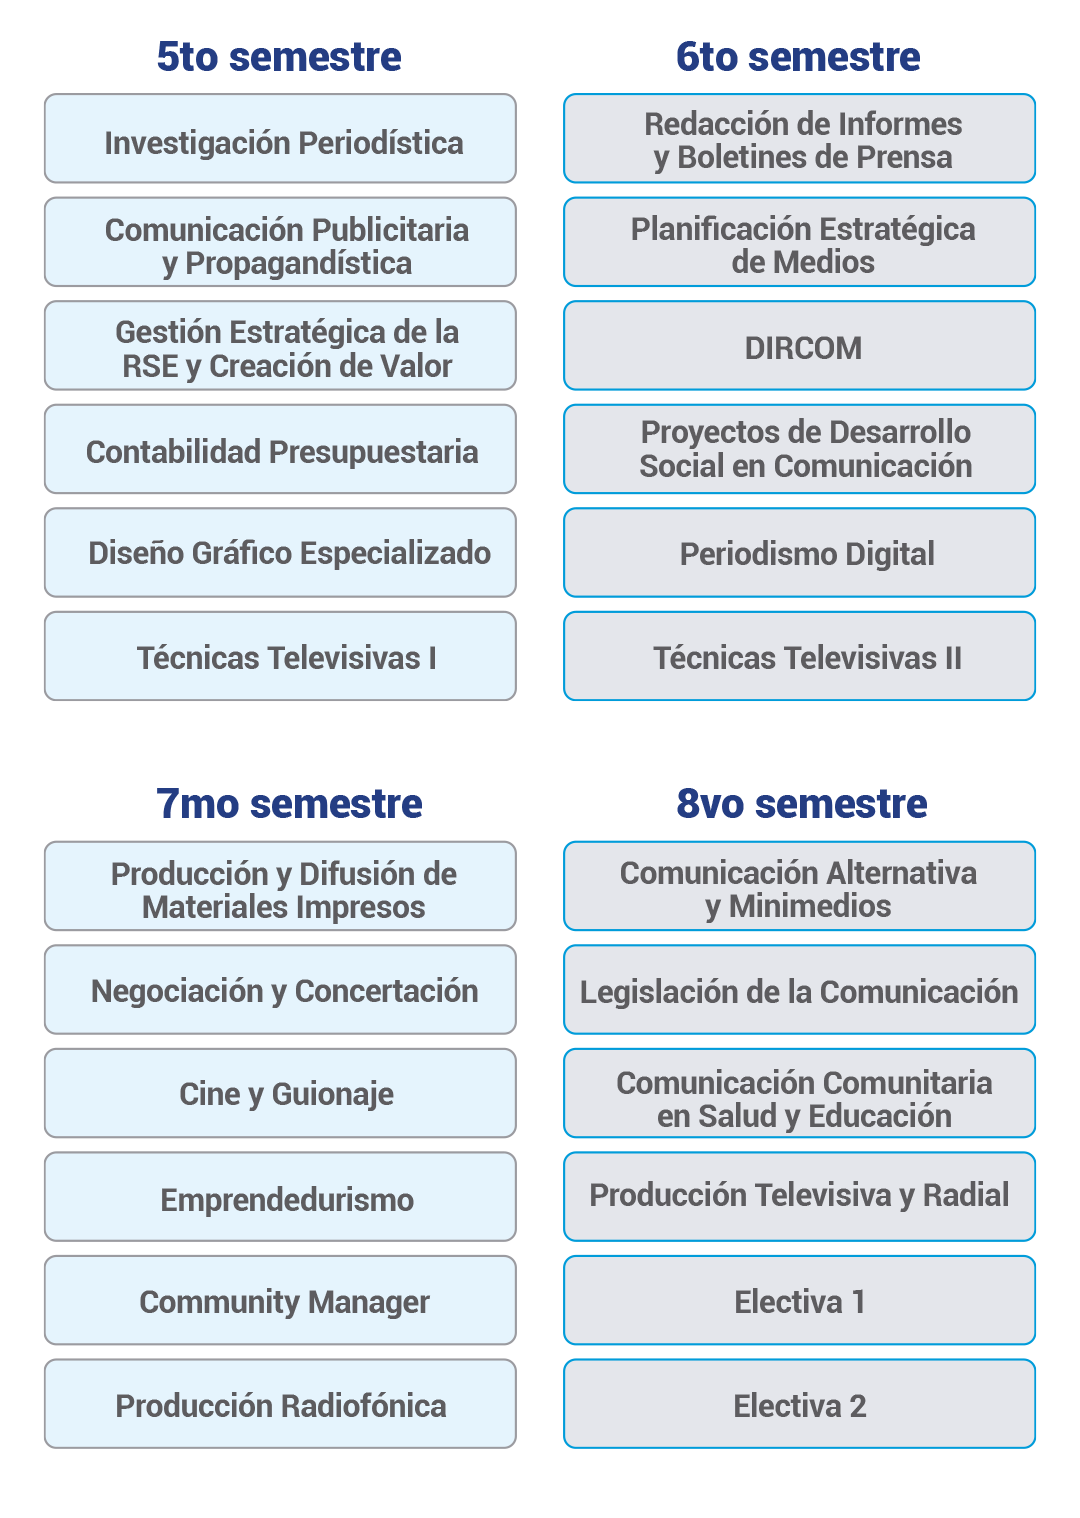 5to semestre
Investigación Periodística
Comunicación Publicitaria
y Propagandística
Gestión Estratégica de la
RSE y Creación de Valor
Contabilidad Presupuestaria
Diseño Gráfico Especializado
Técnicas Televisivas I
6to semestre
Redacción de Informes
y Boletines de Prensa
Planificación Estratégica
de Medios
DIRCOM
Proyectos de Desarrollo
Social en Comunicación
Periodismo Digital
Técnicas Televisivas II
7mo semestre
Producción y Difusión de
Materiales Impresos
Negociación y Concertación
Cine y Guionaje
Emprendedurismo
Community Manager
Producción Radiofónica
8vo semestre
Comunicación Alternativa
y Minimedios
Legislación de la Comunicación
Comunicación Comunitaria
en Salud y Educación
Producción Televisiva y Radial
Electiva 1
Electiva 2